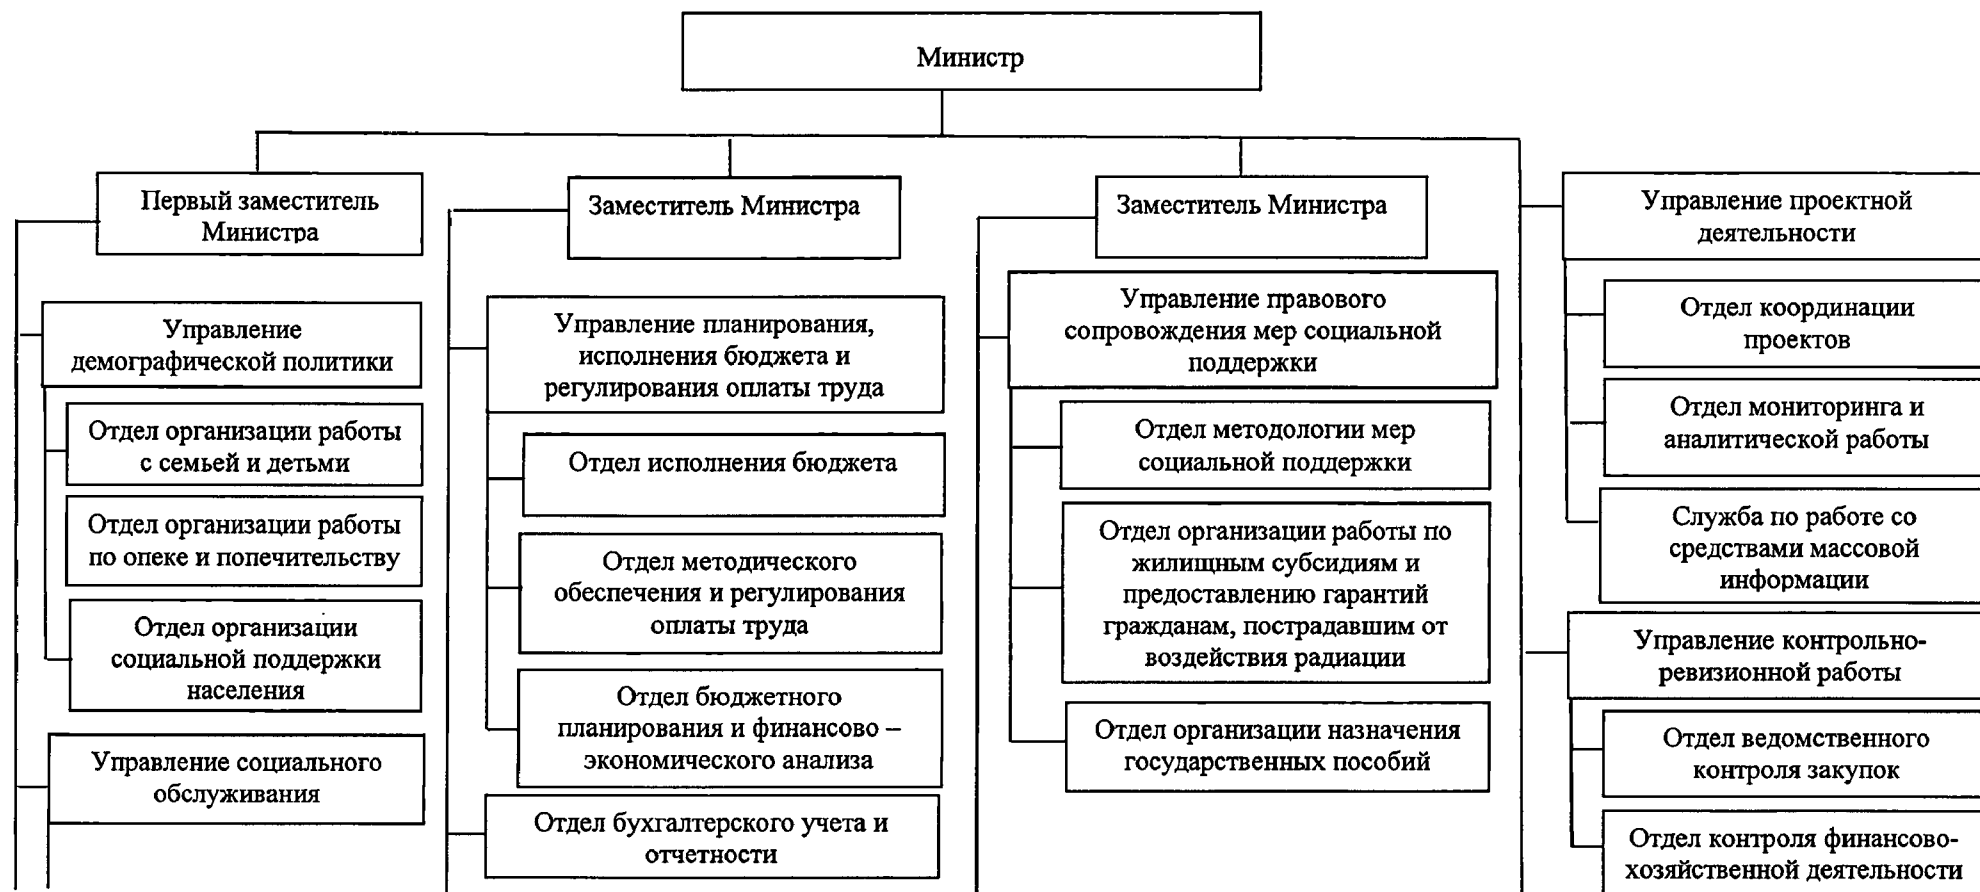 Министр
Первый заместитель
Министра
Управление
демографической политики
Отдел организации работы
с семьей и детьми
Отдел организации работы
по опеке и попечительству
Отдел организации
социальной поддержки
населения
Управление социального
обслуживания
Заместитель Министра
Управление планирования,
исполнения бюджета и
регулирования оплаты труда
Отдел исполнения бюджета
Отдел методического
обеспечения и регулирования
оплаты труда
Отдел бюджетного
планирования и финансово –
экономического анализа
Отдел бухгалтерского учета и
отчетности
Заместитель Министра
Управление правового
сопровождения мер социальной
поддержки
Отдел методологии мер
социальной поддержки
Отдел организации работы по
жилищным субсидиям и
предоставлению гарантий
гражданам, пострадавшим от
воздействия радиации
Отдел организации назначения
государственных пособий
Управление проектной
деятельности
Отдел координации
проектов
Отдел мониторинга и
аналитической работы
Служба по работе со
средствами массовой
информации
Управление контрольно-
ревизионной работы
Отдел ведомственного
контроля закупок
Отдел контроля финансово-
хозяйственной деятельности